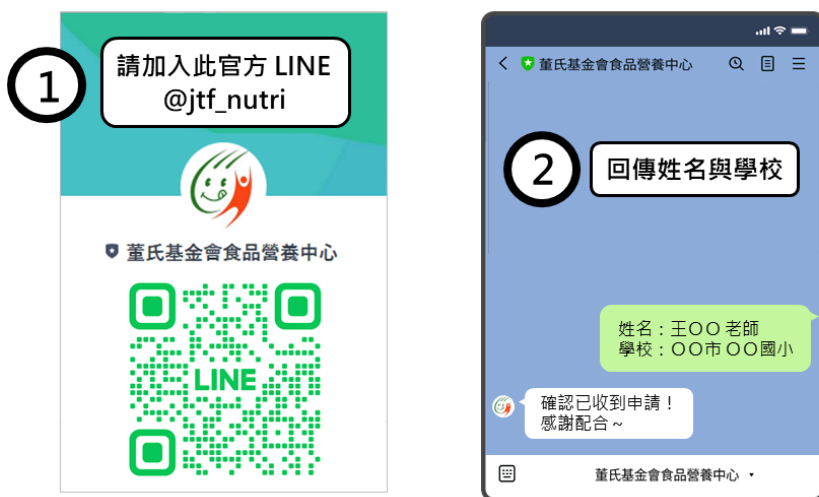 1
請加入此官方 LINE
@jtf_nutri
董氏基金會食品營養中心
LINE
董氏基金會食品營養中心
2
回傳姓名與學校
姓名：王OO 老師
學校：OO市 OO國小
確認已收到申請！
感謝配合~
董氏基金會食品營養中心